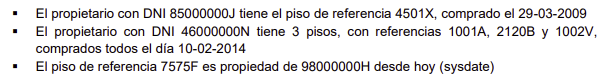 ▪ El propietario con DNI 85000000J tiene el piso de referencia 4501X, comprado el 29-03-2009
▪ El propietario con DNI 46000000N tiene 3 pisos, con referencias 1001A, 2120B y 1002V,
comprados todos el día 10-02-2014
▪ El piso de referencia 7575F es propiedad de 98000000H desde hoy (sysdate)